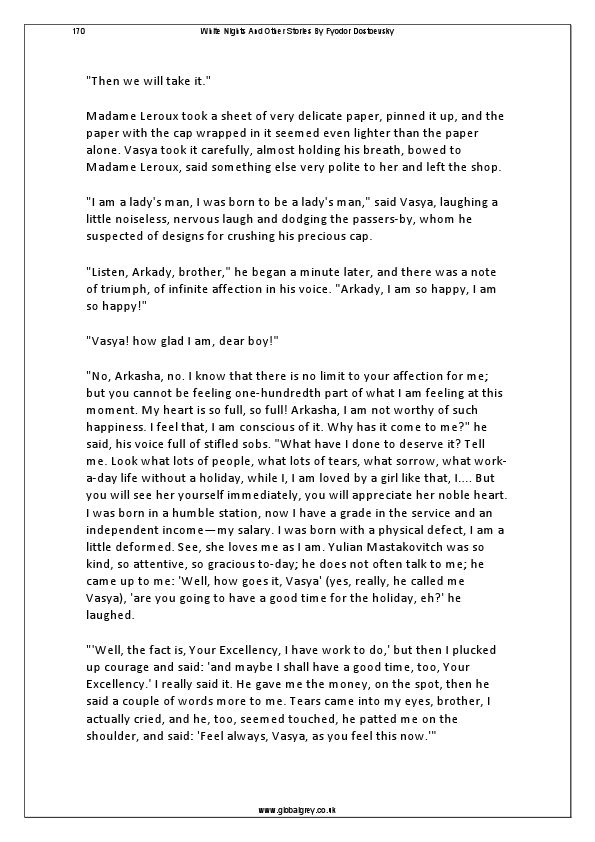 170
White Nights And Other Stories By Fyodor Dostoevsky
"Then we will take it."
Madame Leroux took a sheet of very delicate paper, pinned it up, and the
paper with the cap wrapped in it seemed even lighter than the paper
alone. Vasya took it carefully, almost holding his breath, bowed to
Madame Leroux, said something else very polite to her and left the shop.
"I am a lady's man, I was born to be a lady's man," said Vasya, laughing a
little noiseless, nervous laugh and dodging the passers-by, whom he
suspected of designs for crushing his precious cap.
"Listen, Arkady, brother," he began a minute later, and there was a note
of triumph, of infinite affection in his voice. "Arkady, I am so happy, I am
so happy!"
"Vasya! how glad I am, dear boy!"
"No, Arkasha, no. I know that there is no limit to your affection for me;
but you cannot be feeling one-hundredth part of what I am feeling at this
moment. My heart is so full, so full! Arkasha, I am not worthy of such
happiness. I feel that, I am conscious of it. Why has it come to me?" he
said, his voice full of stifled sobs. "What have I done to deserve it? Tell
me. Look what lots of people, what lots of tears, what sorrow, what work-
a-day life without a holiday, while I, I am loved by a girl like that, I.... But
you will see her yourself immediately, you will appreciate her noble heart.
I was born in a humble station, now I have a grade in the service and an
independent income—my salary. I was born with a physical defect, I am a
little deformed. See, she loves me as I am. Yulian Mastakovitch was so
kind, so attentive, so gracious to-day; he does not often talk to me; he
came up to me: 'Well, how goes it, Vasya' (yes, really, he called me
Vasya), 'are you going to have a good time for the holiday, eh?' he
laughed.
"'Well, the fact is, Your Excellency, I have work to do,' but then I plucked
up courage and said: 'and maybe I shall have a good time, too, Your
Excellency.' I really said it. He gave me the money, on the spot, then he
said a couple of words more to me. Tears came into my eyes, brother, I
actually cried, and he, too, seemed touched, he patted me on the
shoulder, and said: 'Feel always, Vasya, as you feel this now.'"
www.globalgrey.co.uk